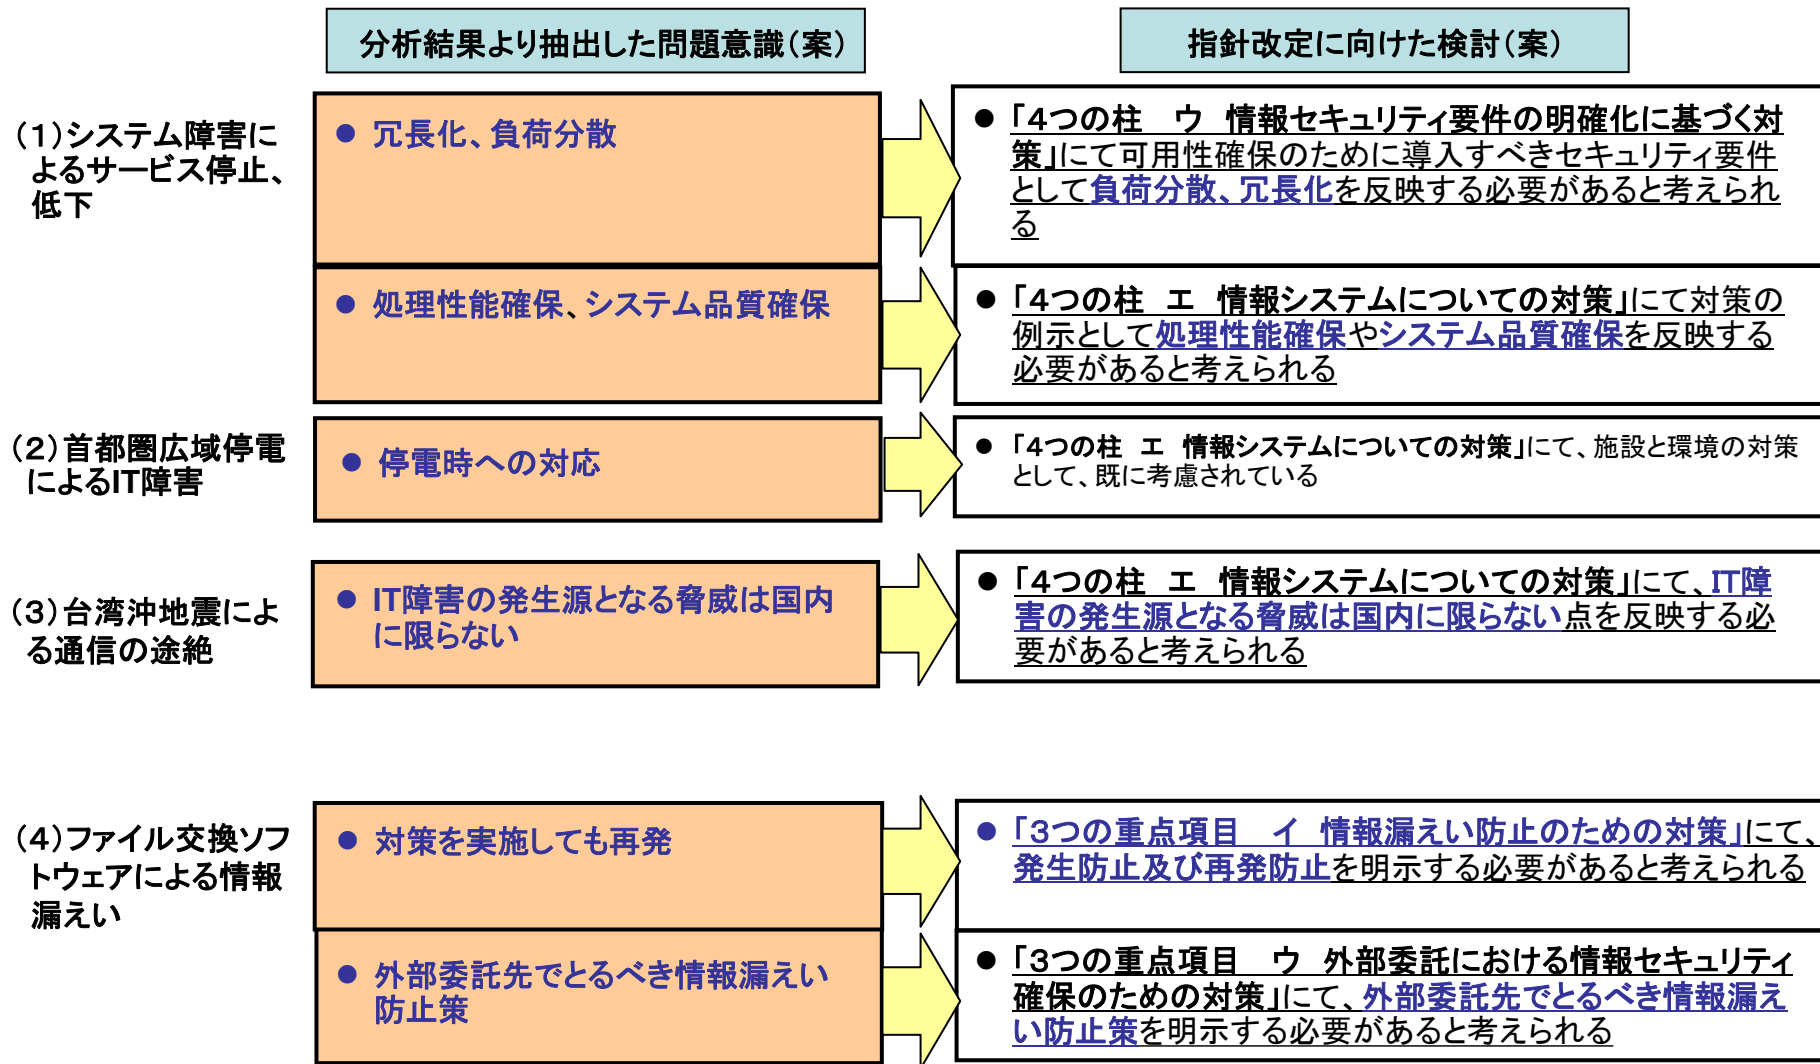 分析結果より抽出した問題意識（案）
指針改定に向けた検討（案）
（１）システム障害に
よるサービス停止、
低下
● 冗長化、負荷分散
● 「４つの柱　ウ　情報セキュリティ要件の明確化に基づく対
策」にて可用性確保のために導入すべきセキュリティ要件
として負荷分散、冗長化を反映する必要があると考えられ
る
● 処理性能確保、システム品質確保
● 「４つの柱　エ　情報システムについての対策」にて対策の
例示として処理性能確保やシステム品質確保を反映する
必要があると考えられる
（２）首都圏広域停電
によるIT障害
● 停電時への対応
● 「４つの柱　エ　情報システムについての対策」にて、施設と環境の対策
として、既に考慮されている
（３）台湾沖地震によ
る通信の途絶
● IT障害の発生源となる脅威は国内
に限らない
● 「４つの柱　エ　情報システムについての対策」にて、IT障
害の発生源となる脅威は国内に限らない点を反映する必
要があると考えられる
（４）ファイル交換ソフ
トウェアによる情報
漏えい
● 対策を実施しても再発
● 「３つの重点項目　イ　情報漏えい防止のための対策」にて、
発生防止及び再発防止を明示する必要があると考えられる
● 外部委託先でとるべき情報漏えい
防止策
● 「３つの重点項目　ウ　外部委託における情報セキュリティ
確保のための対策」にて、外部委託先でとるべき情報漏え
い防止策を明示する必要があると考えられる